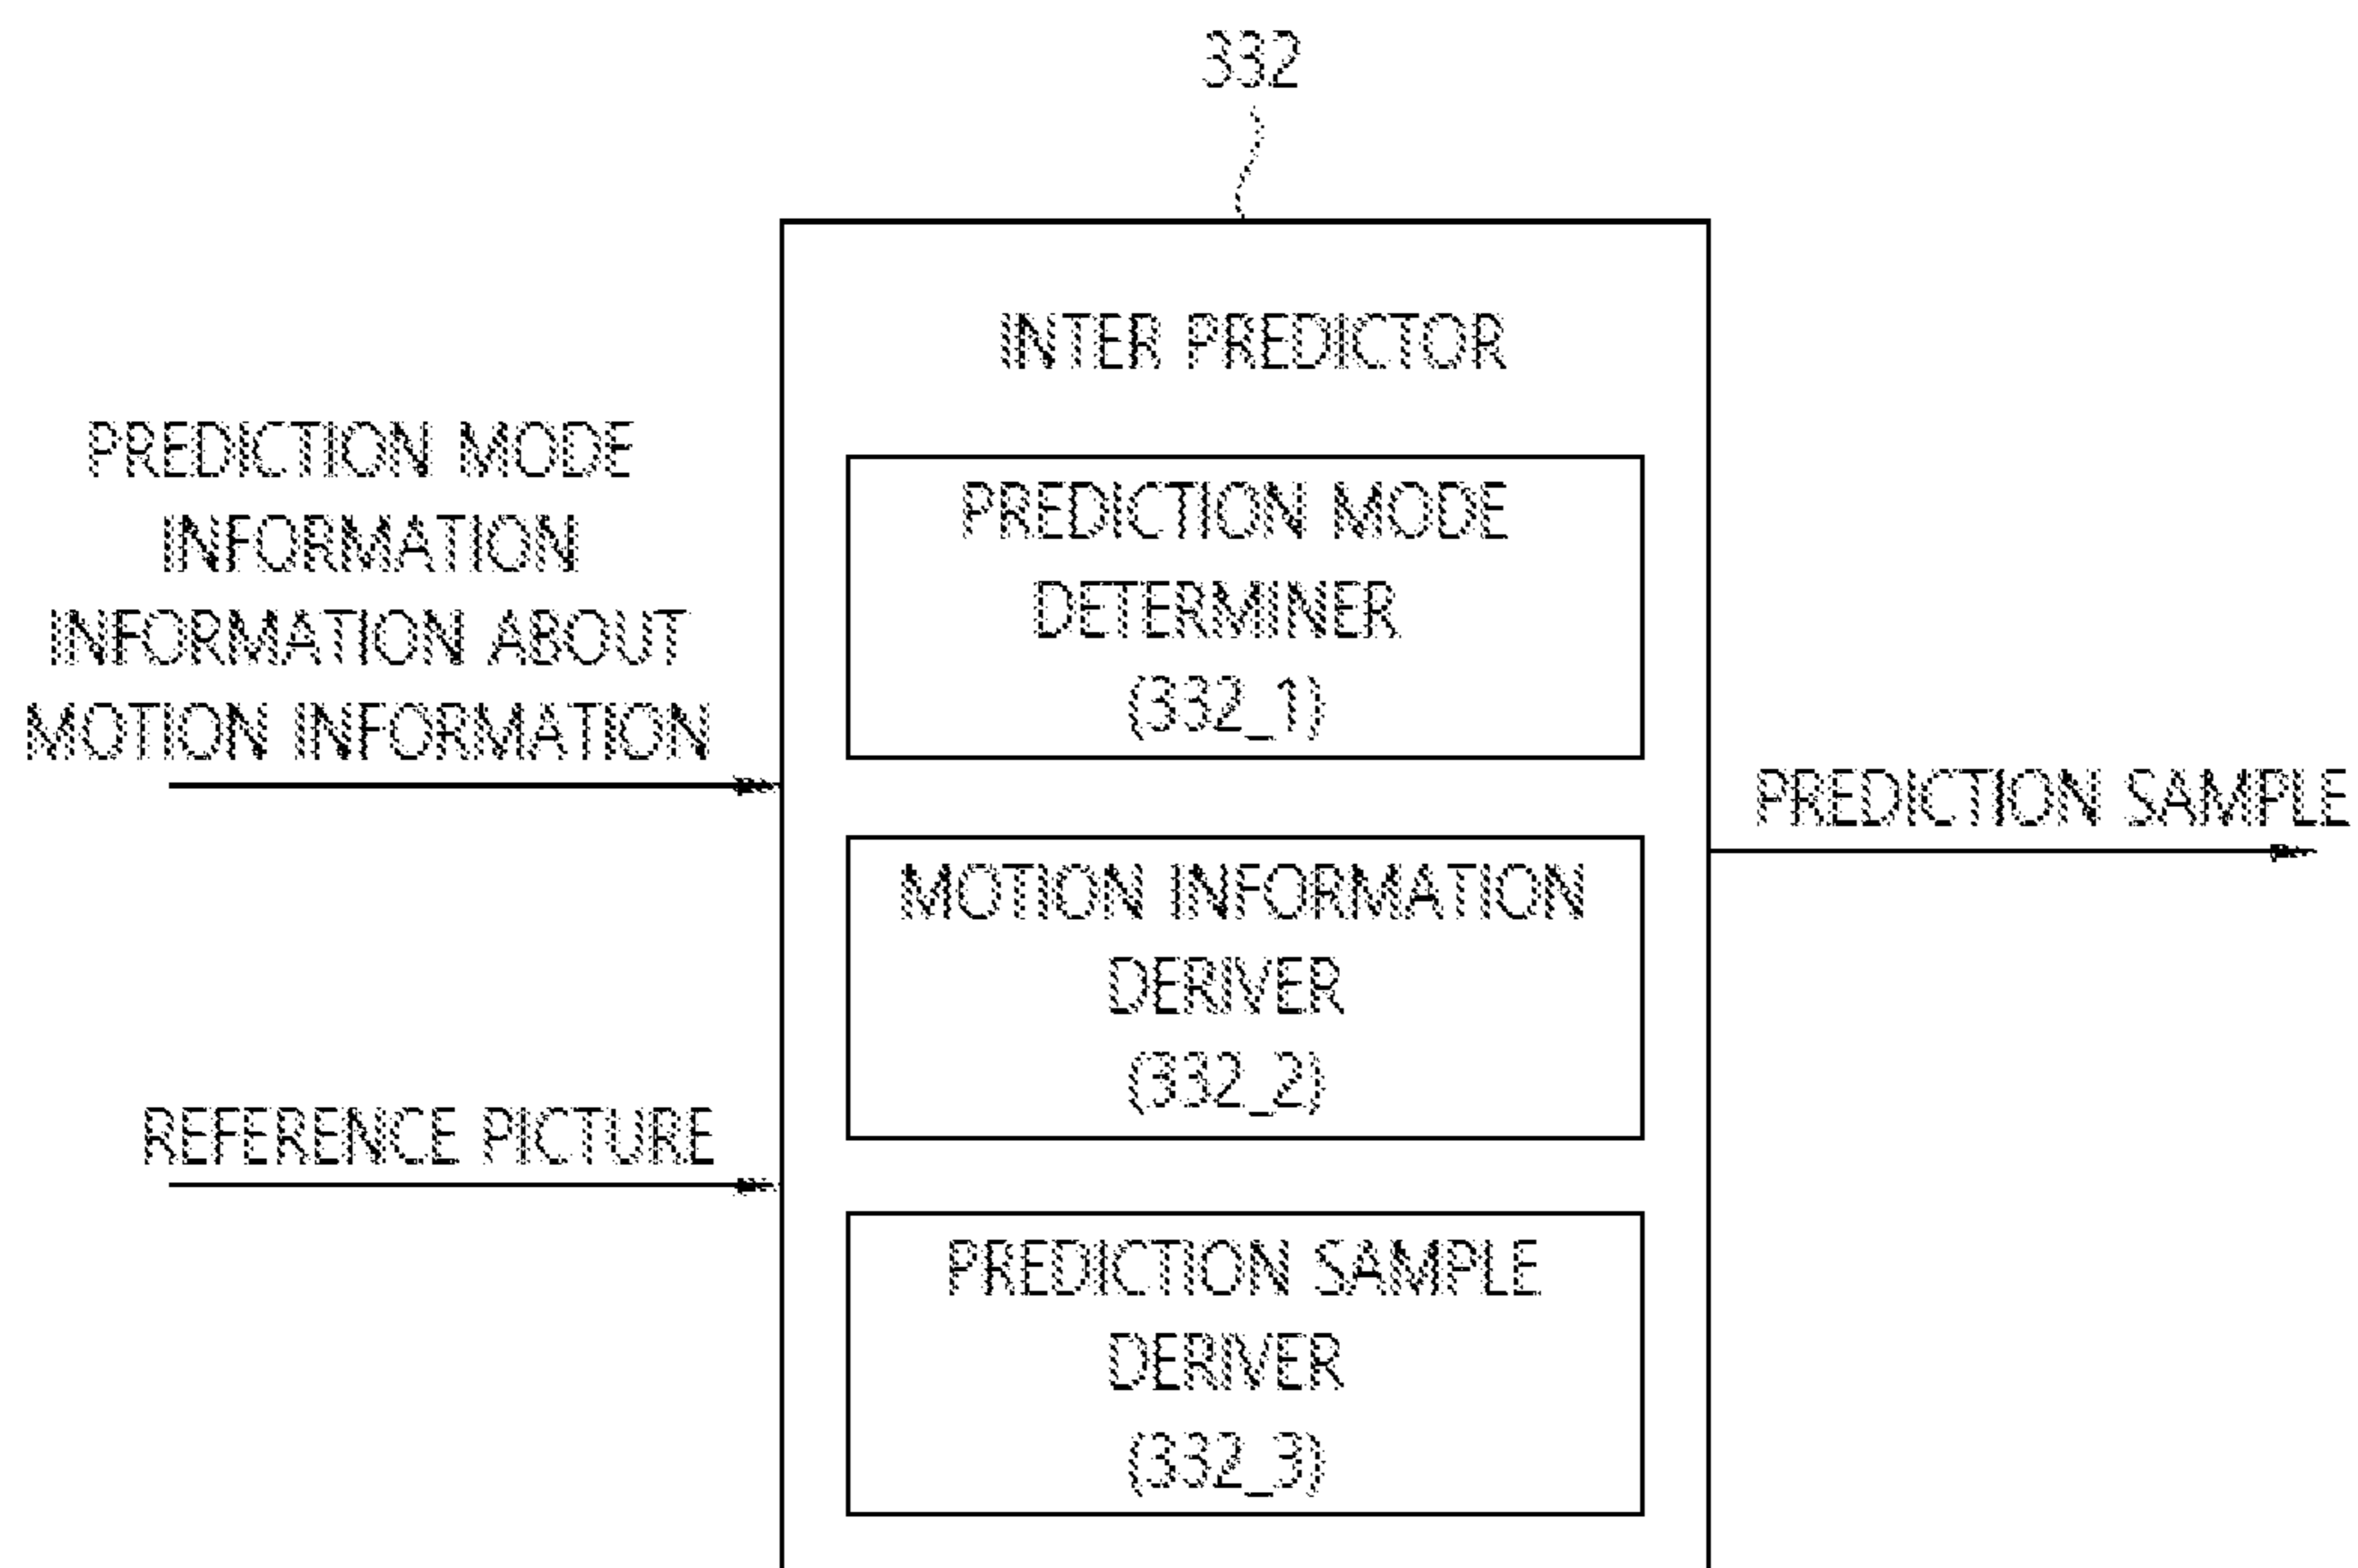 332
INTER PREDICTOR
PREDICTION MODE
INFORMATION
INFORMATION ABOUT
MOTION INFORMATION
REFERENCE PICTURE
PREDICTION MODE
DETERMINER
(332_1)
MOTION INFORMATION
DERIVER
(332_2)
PREDICTION SAMPLE
DERIVER
(332_3)
PREDICTION SAMPLE